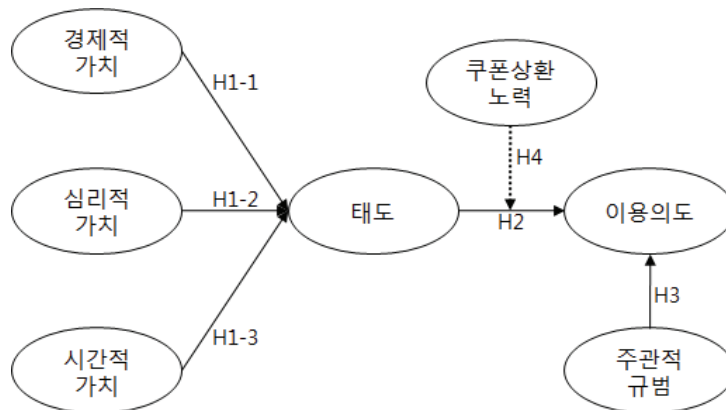 경제적
가치
H1-1
쿠폰상환
노력
H4
심리적
가치
H1-2
태도
H2
이용의도
H3
시간적
가치
H1-3
주관적
규범